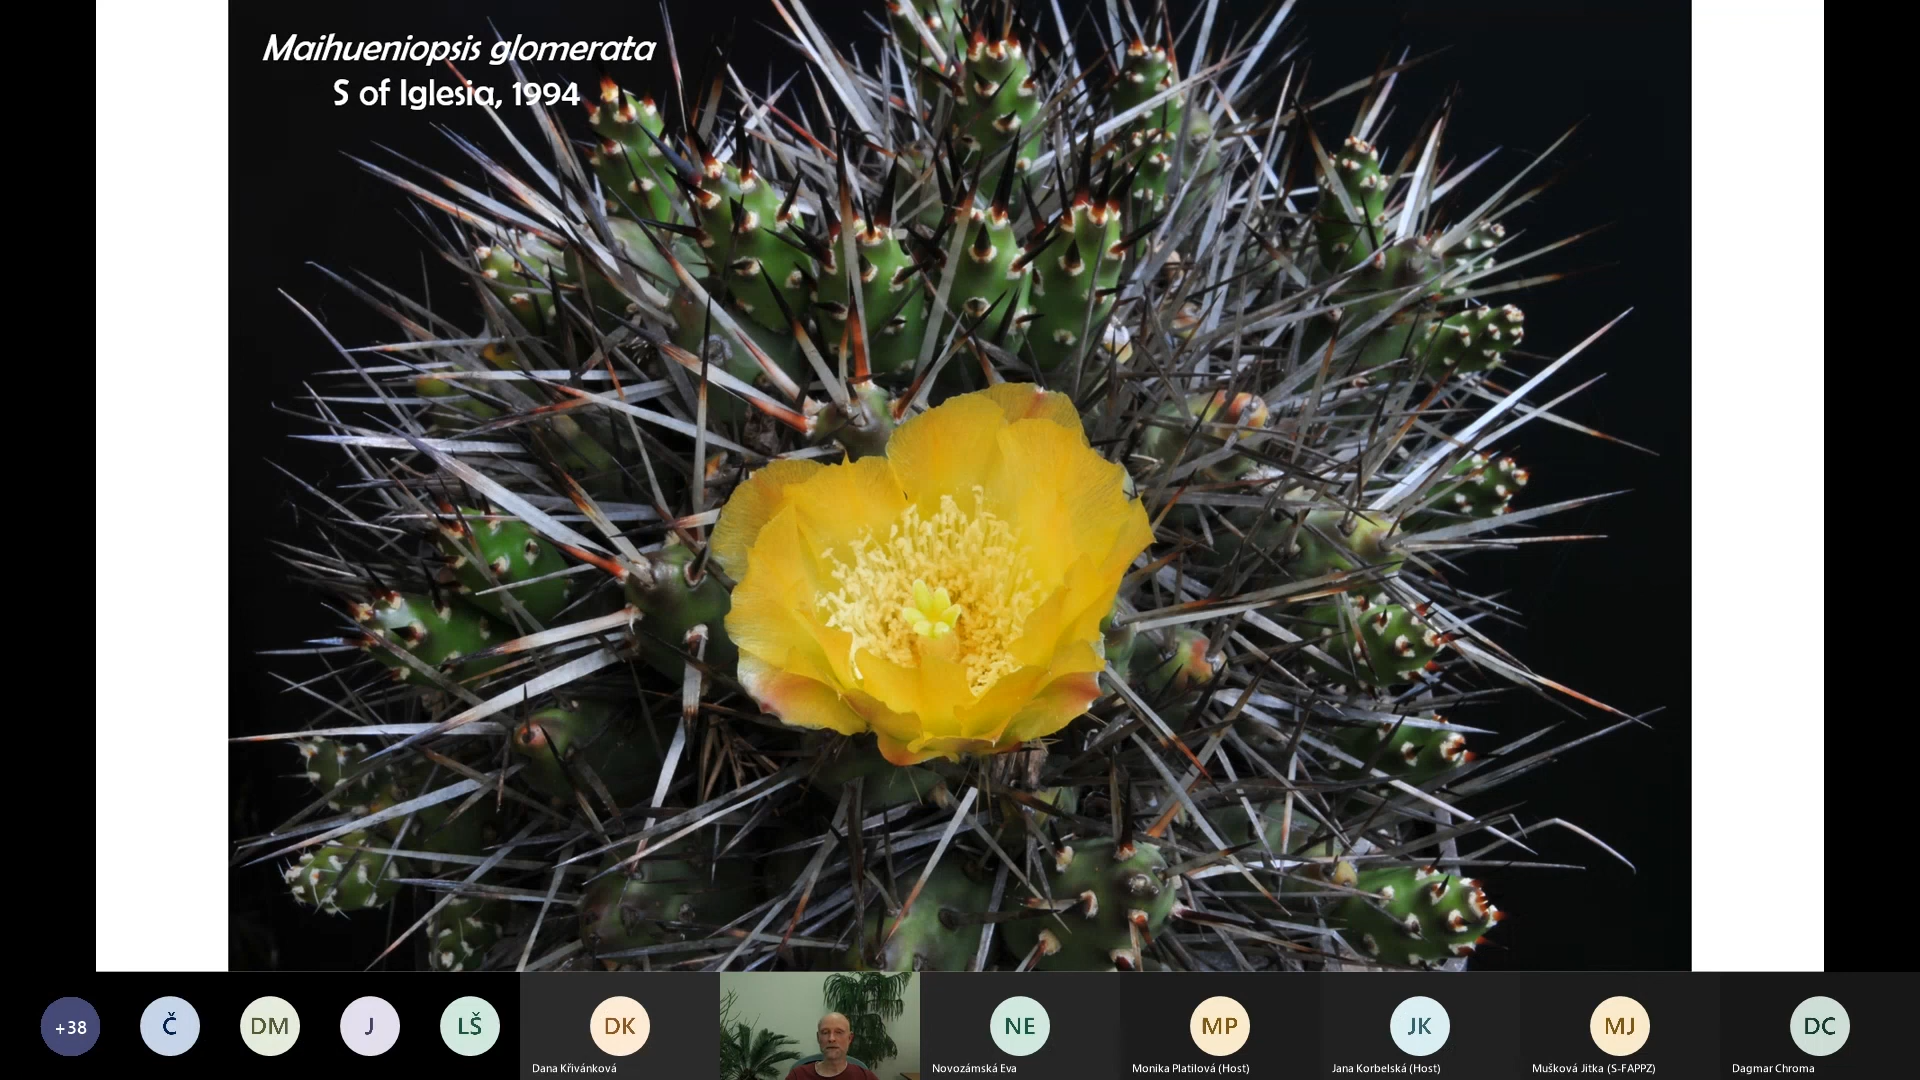 Maihueniopsis glomerata
S of Iglesia, 1994
+38
Č
DM
J
LŠ
DK
NE
MP
JK
MJ
DC
Dana Křivánková
Novozámská Eva
Monika Platilová (Host)
Jana Korbelská (Host)
Mušková Jitka (S-FAPPZ)
Dagmar Chroma